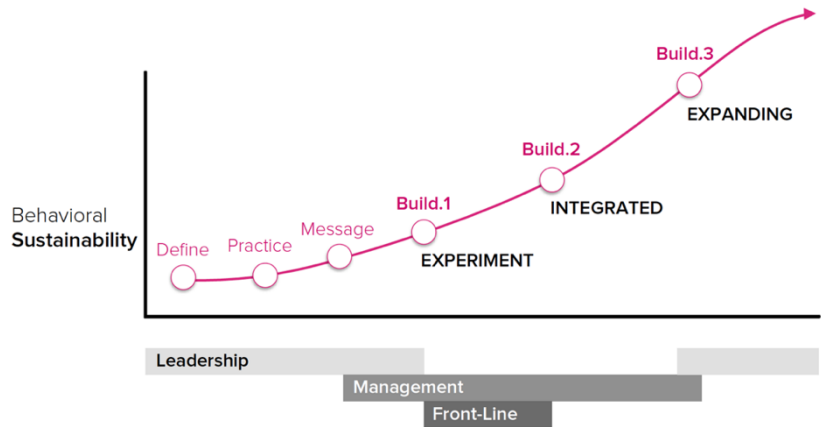 Build.3
EXPANDING
Build.2
INTEGRATED
Build.1
EXPERIMENT
Message
Practice
Define
Behavioral
Sustainability
Leadership
Management
Front-Line